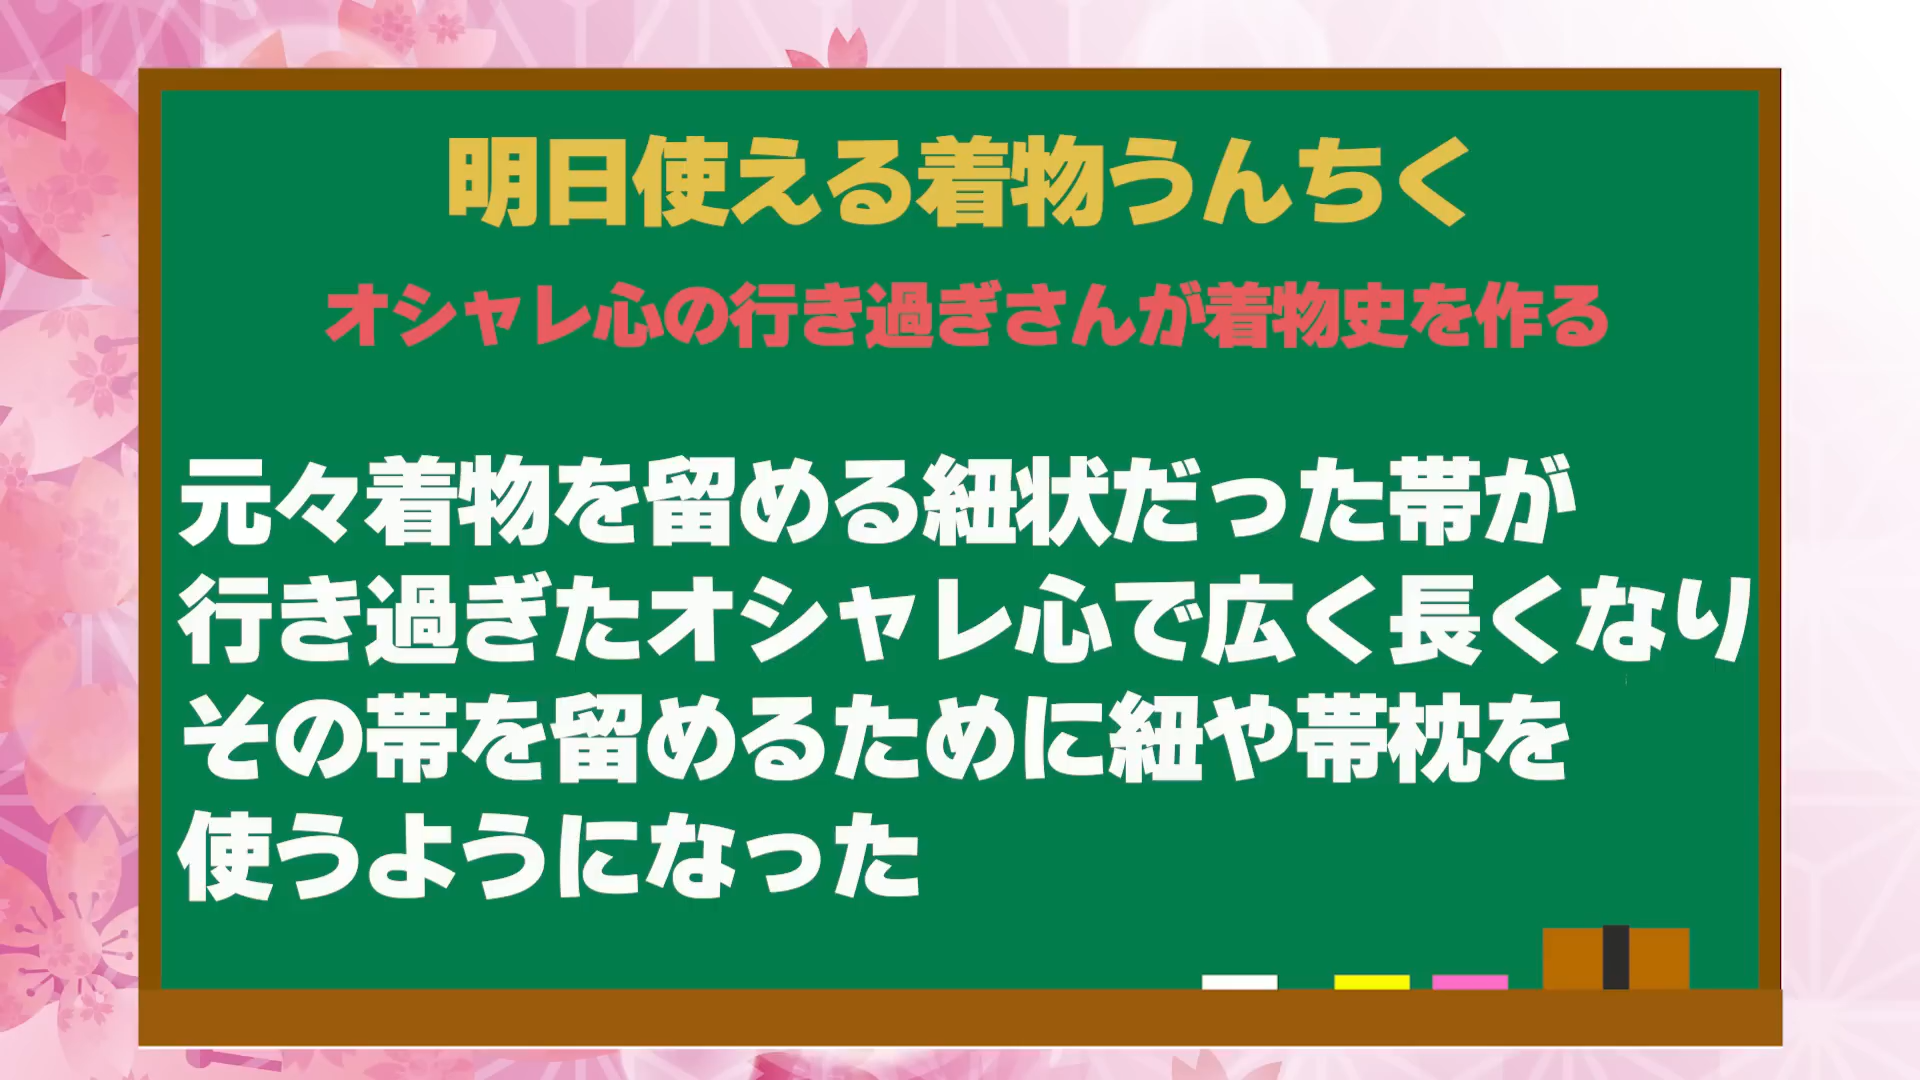 明日使える着物うんちく
オシャレ心の行き過ぎさんが着物史を作る
元々着物を留める紐状だった帯が
行き過ぎたオシャレ心で広く長くなり
その帯を留めるために紐や帯枕を
使うようになった